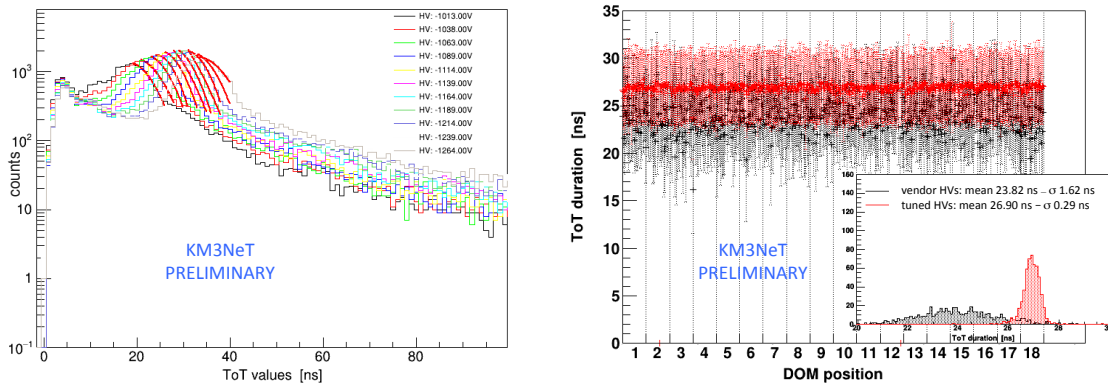 10³
10²
10
1
10⁻¹
counts
0
20
40
60
80
ToT values [ns]
HV: -1013.00V
HV: -1038.00V
HV: -1063.00V
HV: -1089.00V
HV: -1114.00V
HV: -1139.00V
HV: -1164.00V
HV: -1189.00V
HV: -1214.00V
HV: -1239.00V
HV: -1264.00V
KM3NeT
PRELIMINARY
35
30
25
20
15
10
5
0
ToT duration [ns]
1 2 3 4 5 6 7 8 9 10 11 12 13 14 15 16 17 18
DOM position
KM3NeT
PRELIMINARY
160
140
120
100
80
60
40
20
0
vendor HVs: mean 23.82 ns – σ 1.62 ns
tuned HVs: mean 26.90 ns – σ 0.29 ns
20 22 24 26 28
ToT duration [ns]